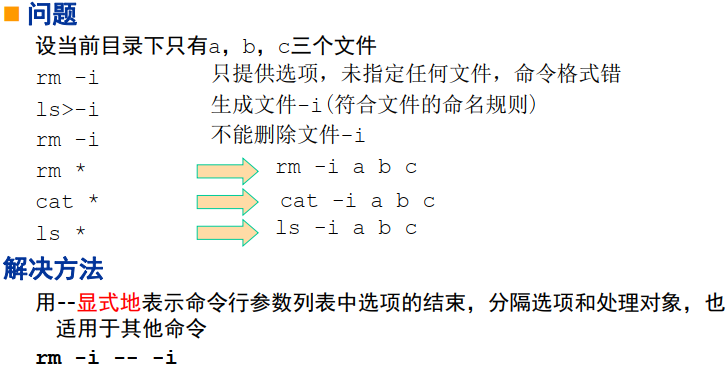 问题
设当前目录下只有a，b，c三个文件
rm -i 只提供选项，未指定任何文件，命令格式错
ls>-i 生成文件-i(符合文件的命名规则)
rm -i 不能删除文件-i
rm * rm -i a b c
cat * cat -i a b c
ls * ls -i a b c
解决方法
用--显式地表示命令行参数列表中选项的结束，分隔选项和处理对象，也
适用于其他命令
rm -i -- -i